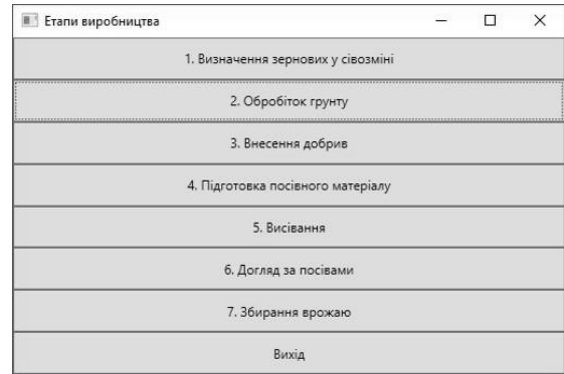 Етапи виробництва
1. Визначення зернових у сівозміні
2. Обробіток грунту
3. Внесення добрив
4. Підготовка посівного матеріалу
5. Висівання
6. Догляд за посівами
7. Збирання врожаю
Вихід